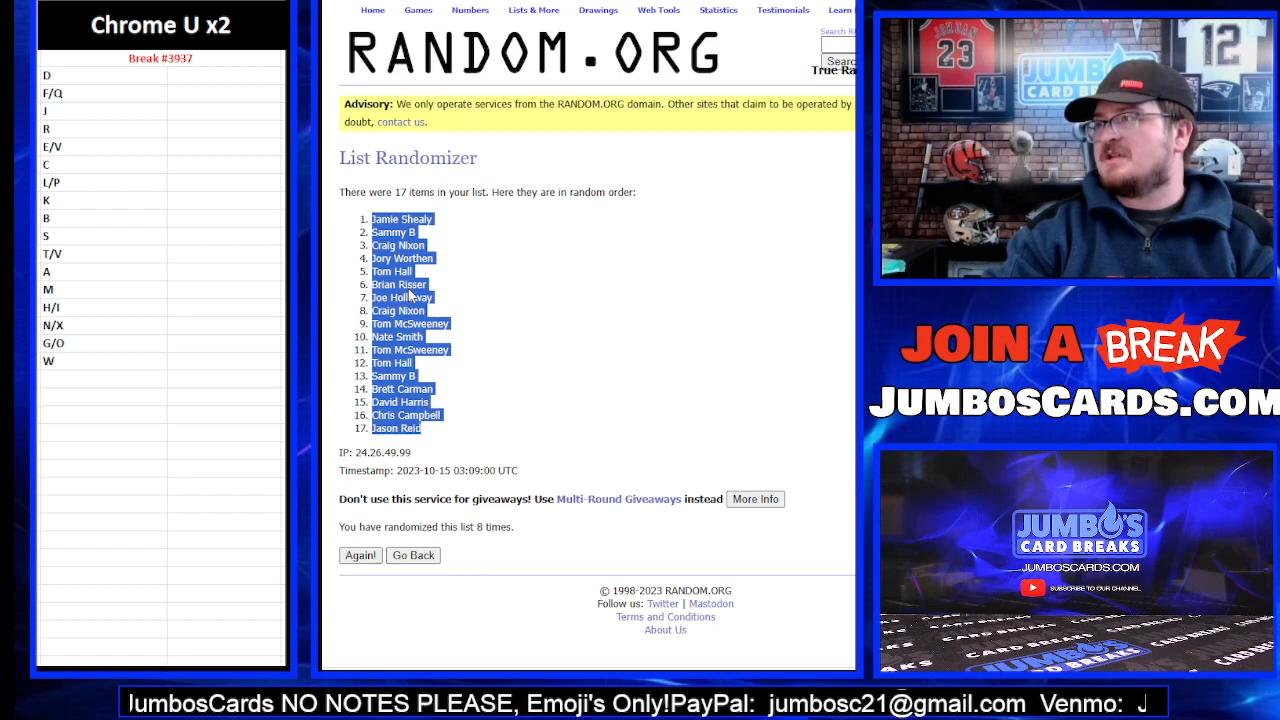 Chrome U x2
Break #3937
D
F/Q
J
R
E/V
C
L/P
K
B
S
T/V
A
M
H/I
N/X
G/O
W
Home Games Numbers Lists & More Drawings Web Tools Statistics Testimonials Learn
RANDOM.ORG
Search
True
Advisory: We only operate services from the RANDOM.ORG domain. Other sites that claim to be operated by
doubt, contact us.
List Randomizer
There were 17 items in your list. Here they are in random order:
1. Jamie Shealy
2. Sammy B
3. Craig Nixon
4. Jory Worthen
5. Tom Hall
6. Brian Risser
7. Joe Holloway
8. Craig Nixon
9. Tom McSweeney
10. Nate Smith
11. Tom McSweeney
12. Tom Hall
13. Sammy B
14. Brett Carman
15. David Harris
16. Chris Campbell
17. Jason Reid
IP: 24.26.49.99
Timestamp: 2023-10-15 03:09:00 UTC
Don't use this service for giveaways! Use Multi-Round Giveaways instead More Info
You have randomized this list 8 times.
Again! Go Back
© 1998-2023 RANDOM.ORG
Follow us: Twitter | Mastodon
Terms and Conditions
About Us
23
JUMBO'S
12
JOIN A BREAK
JUMBOSCARDS.COM
JUMBO'S
CARD BREAKS
JUMBOSCARDS.COM
SUBSCRIBE TO OUR CHANNEL
JumbosCards NO NOTES PLEASE, Emoji's Only!PayPal: jumbosc21@gmail.com Venmo: J